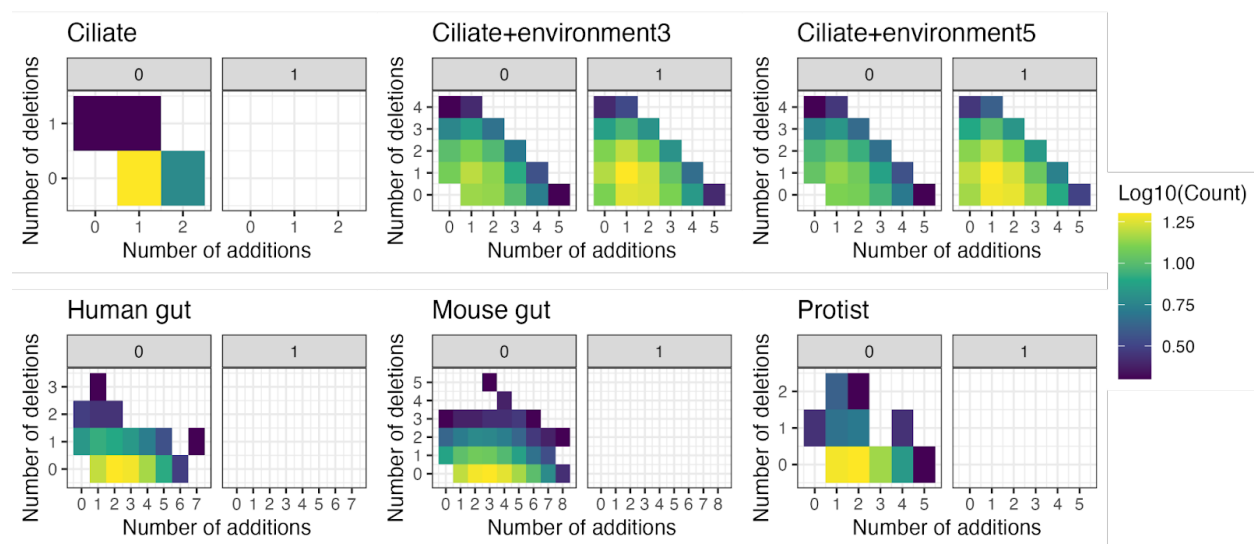 Ciliate
Ciliate+environment3
Ciliate+environment5
0 1
0 1
0 1
Number of deletions
1
0
Number of deletions
4
3
2
1
0
Number of deletions
4
3
2
1
0
0 1 2 0 1 2
0 1 2 3 4 5 0 1 2 3 4 5
0 1 2 3 4 5 0 1 2 3 4 5
Number of additions
Number of additions
Number of additions
Log10(Count)
1.25
1.00
0.75
0.50
Human gut
Mouse gut
Protist
0 1
0 1
0 1
Number of deletions
3
2
1
0
Number of deletions
5
4
3
2
1
0
Number of deletions
2
1
0
0 1 2 3 4 5 6 7 0 1 2 3 4 5 6 7
0 1 2 3 4 5 6 7 8 0 1 2 3 4 5 6 7 8
0 1 2 3 4 5 0 1 2 3 4 5
Number of additions
Number of additions
Number of additions